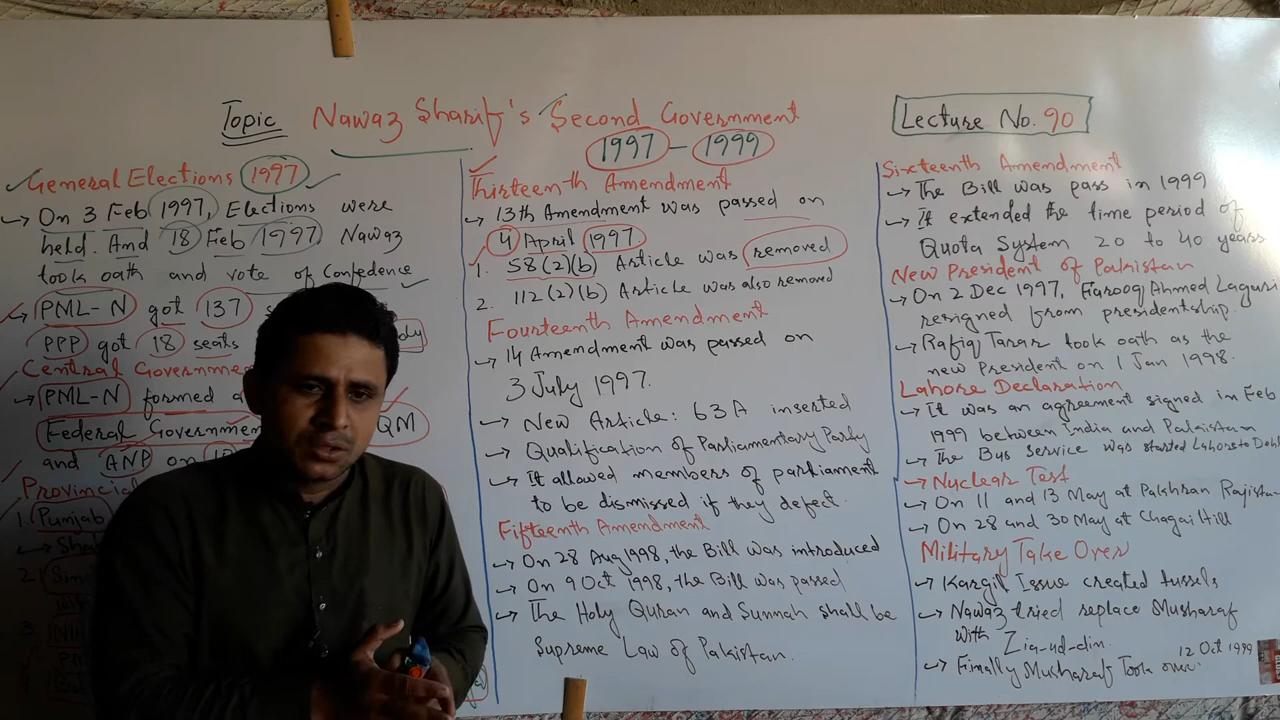 Topic Nawaz Sharif's Second Government
1997 - 1999
Lecture No. 90
General Elections 1997
→ On 3 Feb 1997, Elections were
held. And 18 Feb 1997 Nawaz
took oath and vote of Confedence
PML-N got 137
PPP got 18 seats
Central Governme
→ PML-N formed
Federal Governmen QM
and ANP on
Provincial
1. Punjab
→ Sha
2
3
Thirteenth Amendment
→ 13th Amendment was passed on
4 April 1997
1. 58(2)(b) Article was removed
2. 112(2)(b) Article was also removed
Fourteenth Amendment
→ 14 Amendment was passed on
3 July 1997.
→ New Article: 63A inserted
→ Qualification of Parliamentary Party
→ It allowed members of parliament
to be dismissed if they defect.
Fifteenth Amendment
→ On 28 Aug 1998, the Bill was introduced
→ On 9 Oct 1998, the Bill was passed
→ The Holy Quran and Sunnah shall be
Supreme Law of Pakistan.
Sixteenth Amendment
→ The Bill was pass in 1999
→ It extended the time period of
Quota System 20 to 40 years
New President of Pakistan
→ On 2 Dec 1997, Farooq Ahmed Lagari
resigned from presidentship.
→ Rafiq Tarar took oath as the
new President on 1 Jan 1998.
Lahore Declaration
→ It was an agreement signed in Feb
1999 between India and Pakistan
→ The Bus Service was started Lahore to Dehl
→ Nuclear Test
→ On 11 and 13 May at Pakhran Rajistan
→ On 28 and 30 May at Chagai Hill
Military Take Over
→ Kargil Issue created tussels
→ Nawaz tried replace Musharaf
with Zia-ud-din.
→ Finally Musharaf Took over 12 Oct 1999